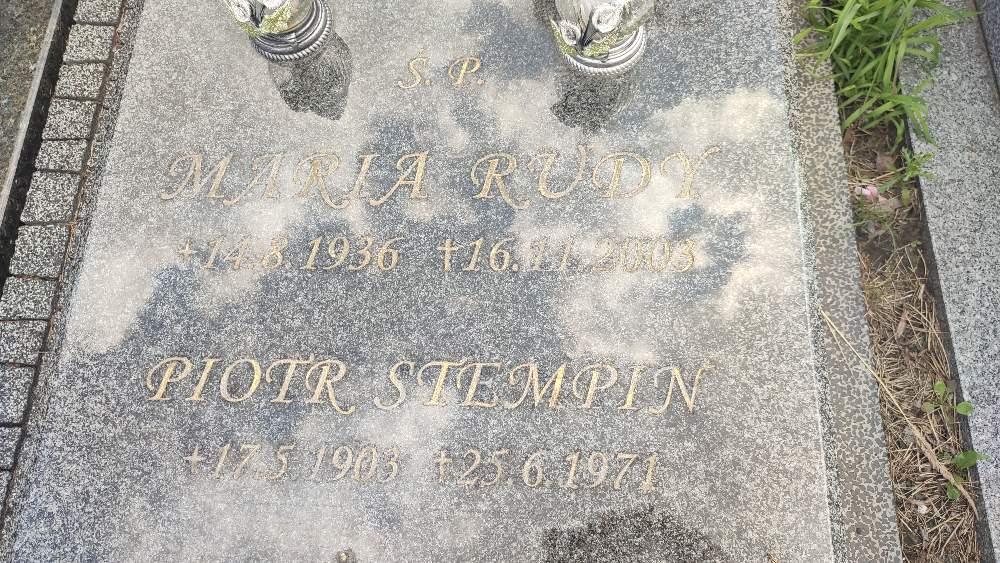 Ś. P.
MARIA RUDY
+14.8.1936 †16.11.2003
PIOTR STEMPIN
+17.5.1903 †25.6.1971